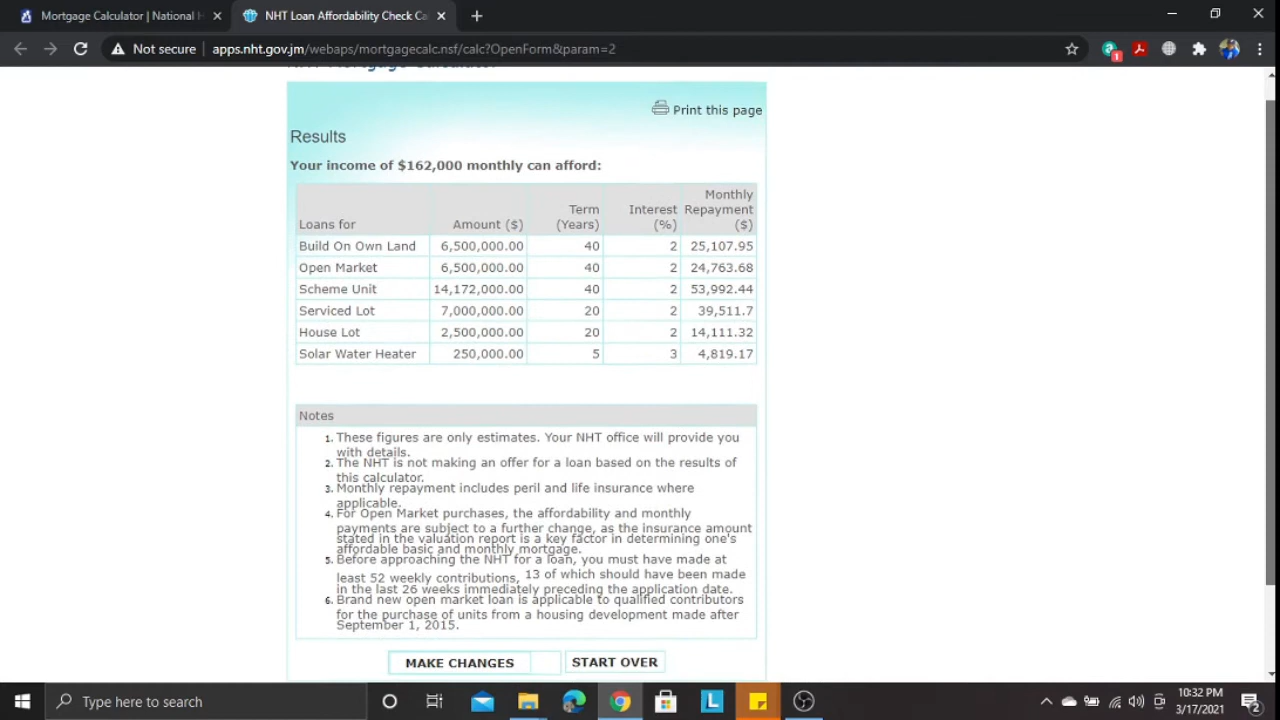 Mortgage Calculator | National H
NHT Loan Affordability Check Ca
Not secure
apps.nht.gov.jm/webaps/mortgagecalc.nsf/calc?OpenForm&param=2
1
NHT Mortgage Calculator
Print this page
Results
Your income of $162,000 monthly can afford:
Loans for Amount ($) Term (Years) Interest (%) Monthly Repayment ($)
Build On Own Land 6,500,000.00 40 2 25,107.95
Open Market 6,500,000.00 40 2 24,763.68
Scheme Unit 14,172,000.00 40 2 53,992.44
Serviced Lot 7,000,000.00 20 2 39,511.7
House Lot 2,500,000.00 20 2 14,111.32
Solar Water Heater 250,000.00 5 3 4,819.17
Notes
1. These figures are only estimates. Your NHT office will provide you
with details.
2. The NHT is not making an offer for a loan based on the results of
this calculator.
3. Monthly repayment includes peril and life insurance where
applicable.
4. For Open Market purchases, the affordability and monthly
payments are subject to a further change, as the insurance amount
stated in the valuation report is a key factor in determining one's
affordable basic and monthly mortgage.
5. Before approaching the NHT for a loan, you must have made at
least 52 weekly contributions, 13 of which should have been made
in the last 26 weeks immediately preceding the application date.
6. Brand new open market loan is applicable to qualified contributors
for the purchase of units from a housing development made after
September 1, 2015.
MAKE CHANGES
START OVER
Type here to search
L
10:32 PM
3/17/2021
2